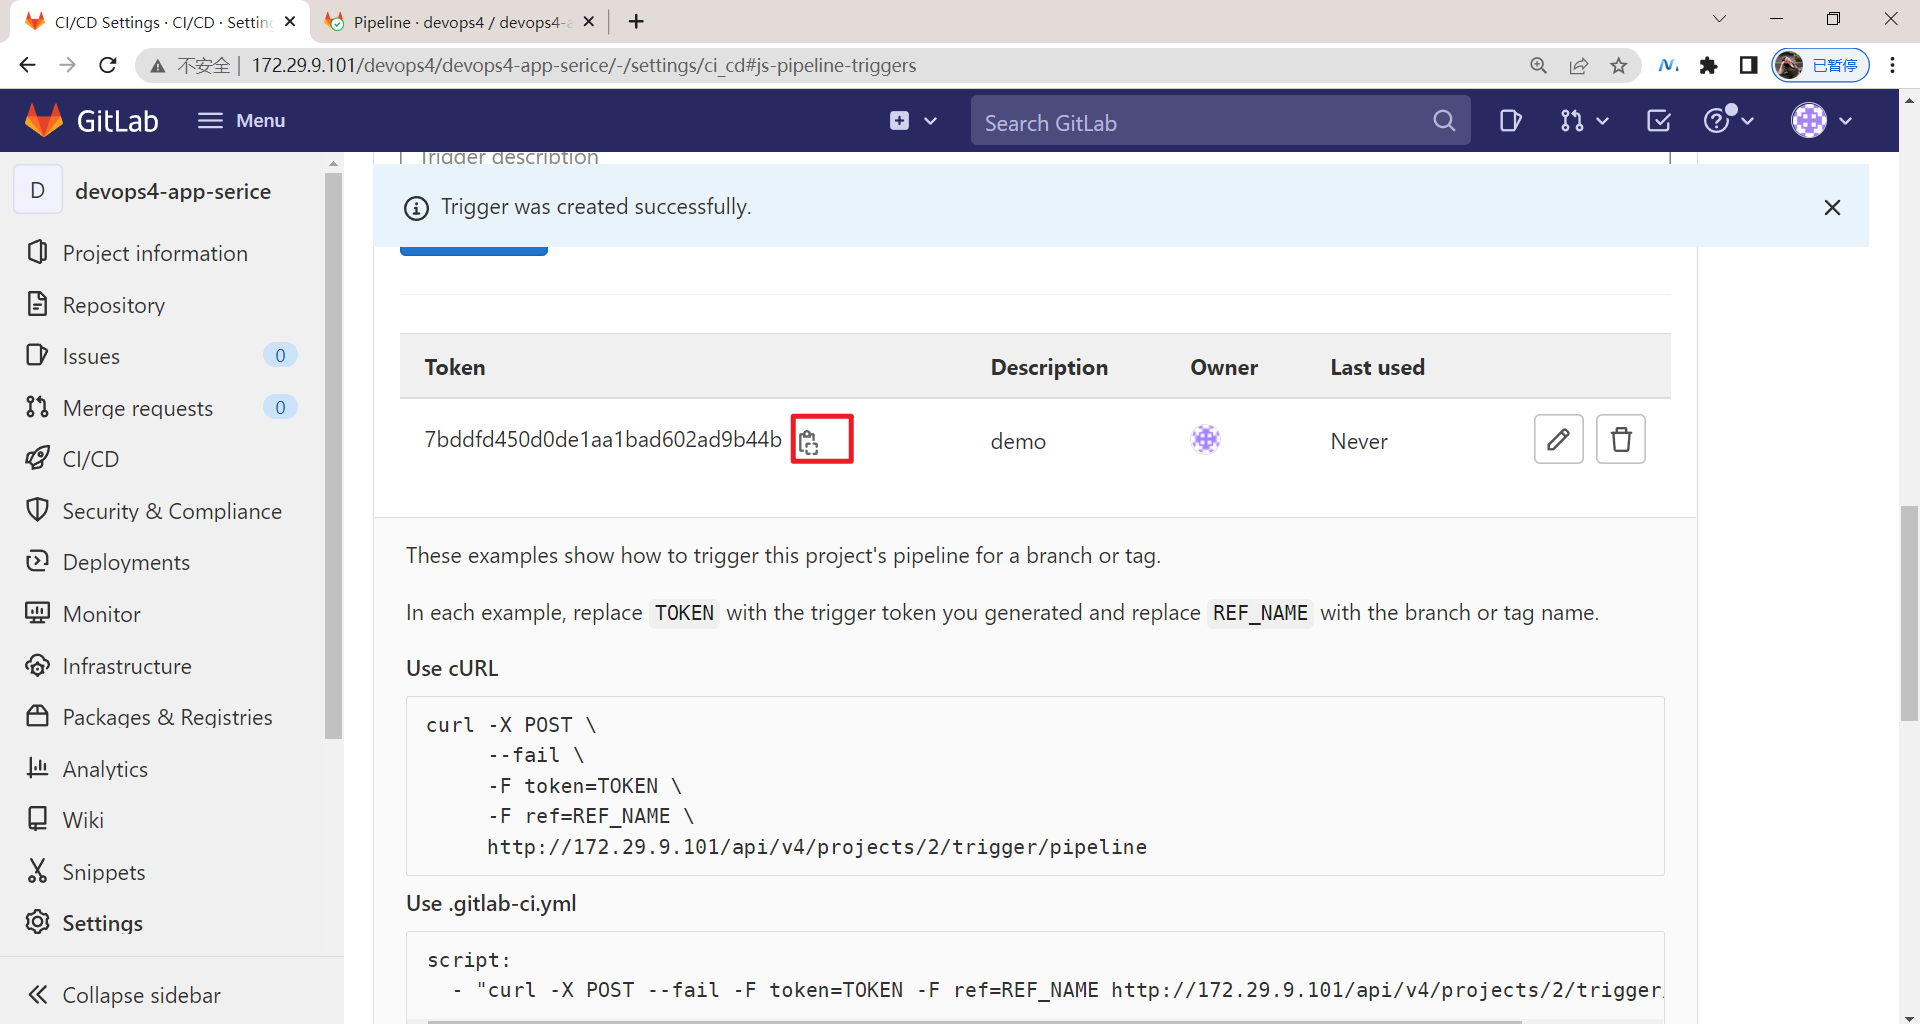 CI/CD Settings · CI/CD · Settin
Pipeline · devops4 / devops4-a
不安全
172.29.9.101/devops4/devops4-app-serice/-/settings/ci_cd#js-pipeline-triggers
已暂停
GitLab
Menu
Search GitLab
D
devops4-app-serice
Project information
Repository
Issues 0
Merge requests 0
CI/CD
Security & Compliance
Deployments
Monitor
Infrastructure
Packages & Registries
Analytics
Wiki
Snippets
Settings
Collapse sidebar
Trigger description
Trigger was created successfully.
Token Description Owner Last used
7bddfd450d0de1aa1bad602ad9b44b demo Never
These examples show how to trigger this project's pipeline for a branch or tag.
In each example, replace TOKEN with the trigger token you generated and replace REF_NAME with the branch or tag name.
Use cURL
curl -X POST \
--fail \
-F token=TOKEN \
-F ref=REF_NAME \
http://172.29.9.101/api/v4/projects/2/trigger/pipeline
Use .gitlab-ci.yml
script:
- "curl -X POST --fail -F token=TOKEN -F ref=REF_NAME http://172.29.9.101/api/v4/projects/2/trigger/